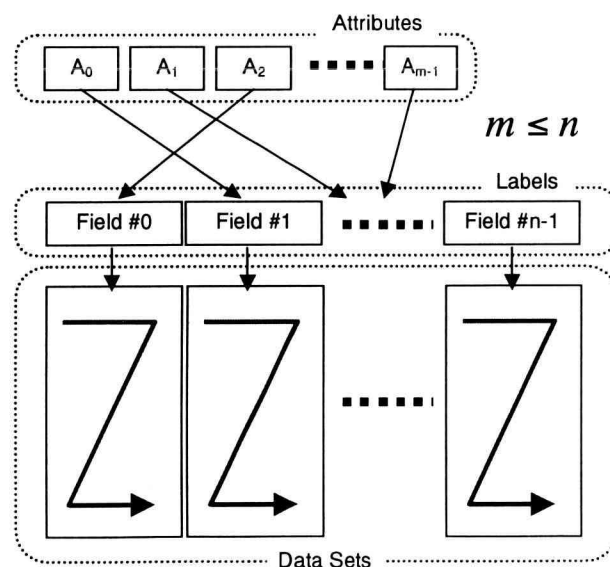 Attributes
A₀ A₁ A₂ Aₘ₋₁
m ≤ n
Labels
Field #0 Field #1 Field #n-1
Data Sets